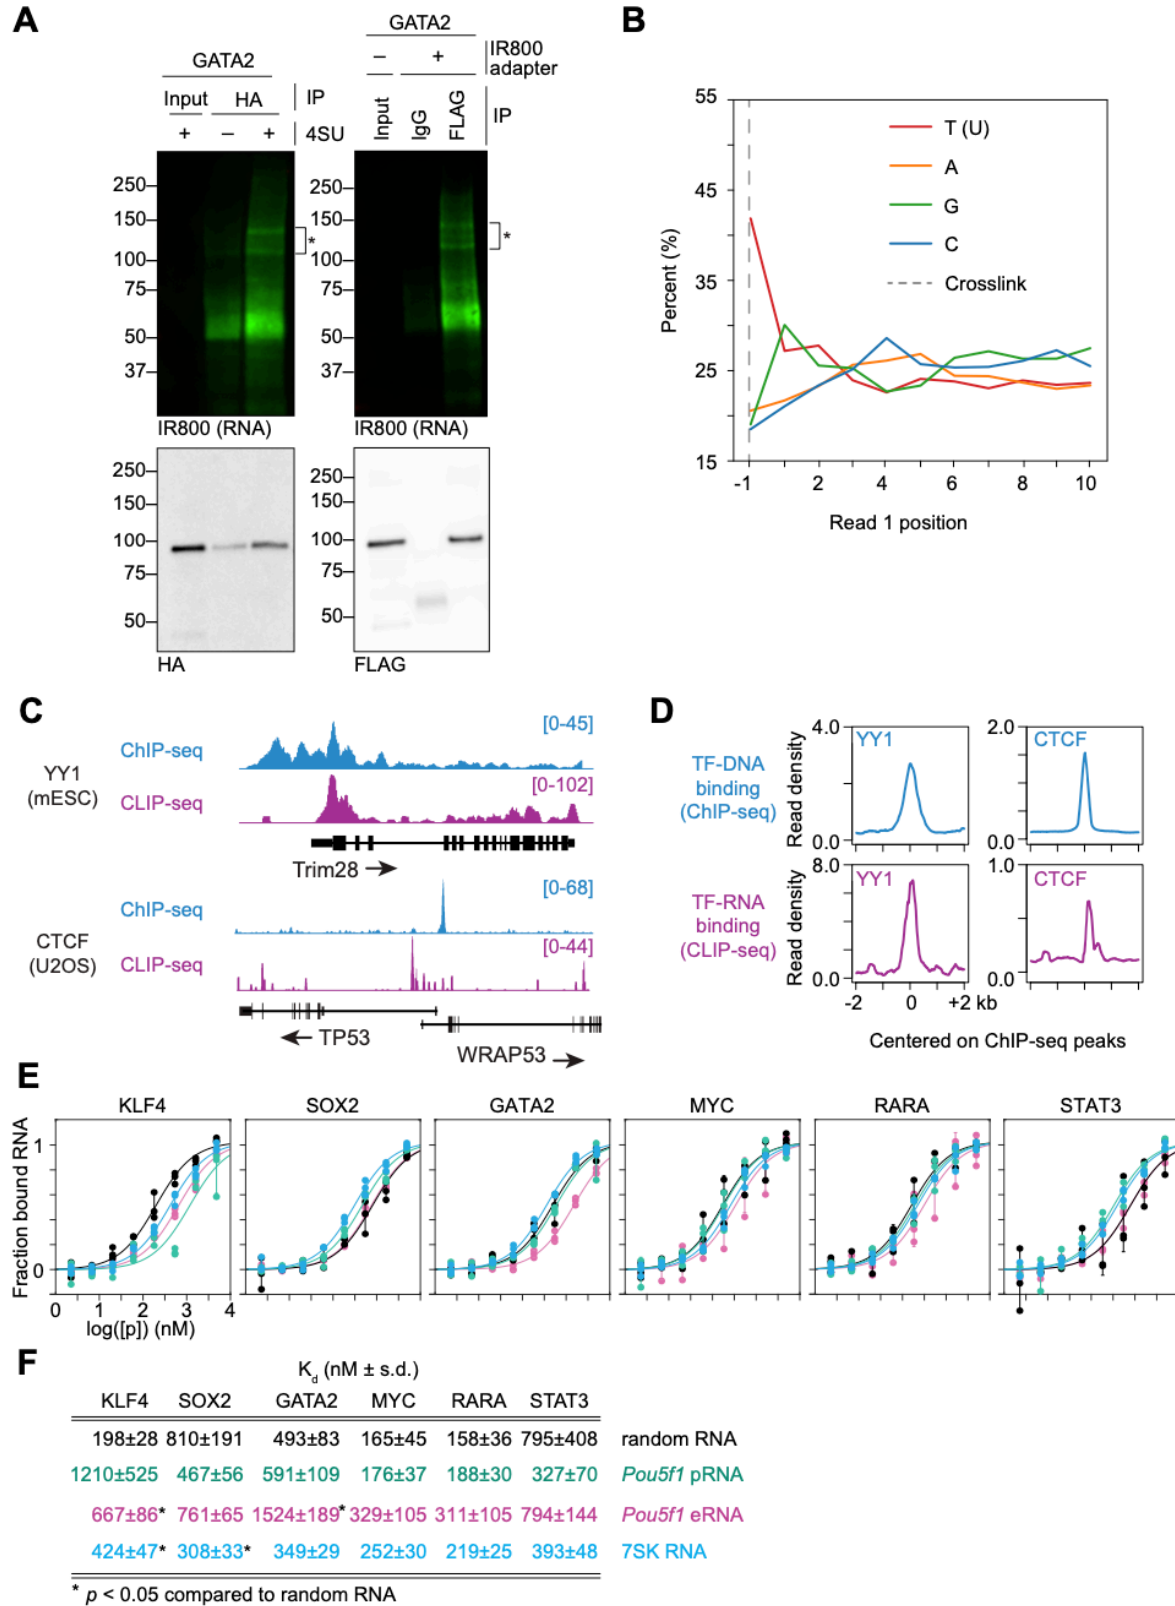 A
GATA2
Input HA
IP
+ – +
4SU
250
150
100
75
50
37
*
IR800 (RNA)
250
150
100
75
50
HA
GATA2
– +
IR800
adapter
Input IgG FLAG
IP
250
150
100
75
50
37
*
IR800 (RNA)
250
150
100
75
50
FLAG
B
55
45
35
25
15
Percent (%)
T (U)
A
G
C
Crosslink
-1 2 4 6 8 10
Read 1 position
C
YY1
(mESC)
ChIP-seq
[0-45]
CLIP-seq
[0-102]
Trim28
CTCF
(U2OS)
ChIP-seq
[0-68]
CLIP-seq
[0-44]
TP53
WRAP53
D
TF-DNA
binding
(ChIP-seq)
Read density
4.0
0.0
YY1
2.0
0.0
CTCF
TF-RNA
binding
(CLIP-seq)
Read density
8.0
0.0
YY1
1.0
0.0
CTCF
-2 0 +2 kb
Centered on ChIP-seq peaks
E
KLF4 SOX2 GATA2 MYC RARA STAT3
Fraction bound RNA
1
0
0 1 2 3 4
log([p]) (nM)
F
Kd (nM ± s.d.)
KLF4 SOX2 GATA2 MYC RARA STAT3
198±28 810±191 493±83 165±45 158±36 795±408 random RNA
1210±525 467±56 591±109 176±37 188±30 327±70 Pou5f1 pRNA
667±86* 761±65 1524±189* 329±105 311±105 794±144 Pou5f1 eRNA
424±47* 308±33* 349±29 252±30 219±25 393±48 7SK RNA
* p < 0.05 compared to random RNA